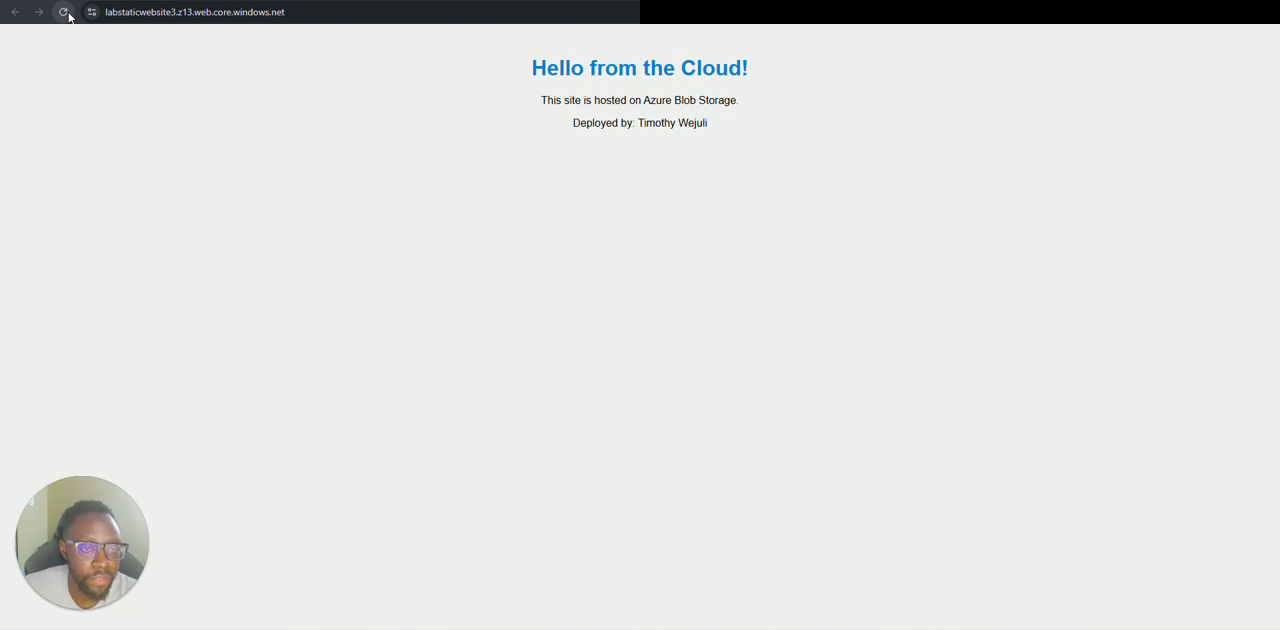 labstaticwebsite3.z13.web.core.windows.net
Hello from the Cloud!
This site is hosted on Azure Blob Storage.
Deployed by: Timothy Wejuli